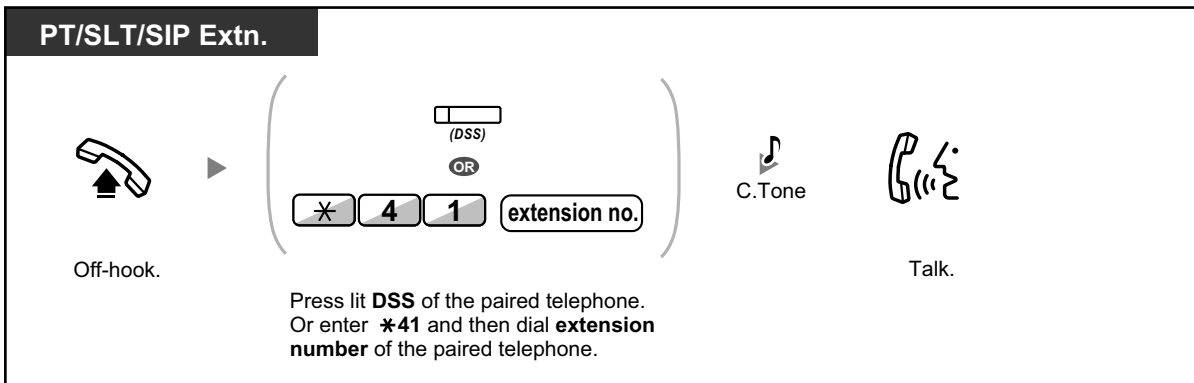 PT/SLT/SIP Extn.
(DSS)
OR
* 4 1 extension no.
C.Tone
Off-hook.
Talk.
Press lit DSS of the paired telephone.
Or enter *41 and then dial extension
number of the paired telephone.